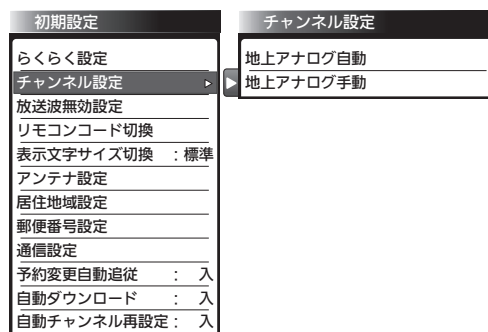 初期設定
らくらく設定
チャンネル設定
放送波無効設定
リモコンコード切換
表示文字サイズ切換 :標準
アンテナ設定
居住地域設定
郵便番号設定
通信設定
予約変更自動追従 : 入
自動ダウンロード : 入
自動チャンネル再設定: 入
チャンネル設定
地上アナログ自動
地上アナログ手動